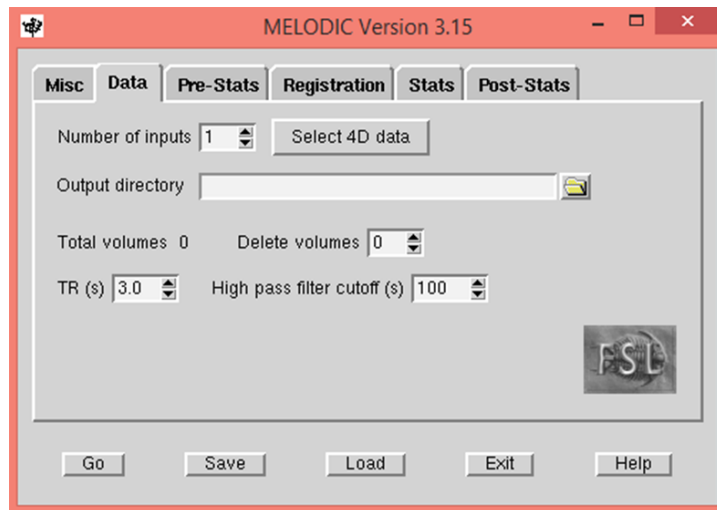 MELODIC Version 3.15
Misc Data Pre-Stats Registration Stats Post-Stats
Number of inputs 1 Select 4D data
Output directory
Total volumes 0 Delete volumes 0
TR (s) 3.0 High pass filter cutoff (s) 100
FSL
Go Save Load Exit Help